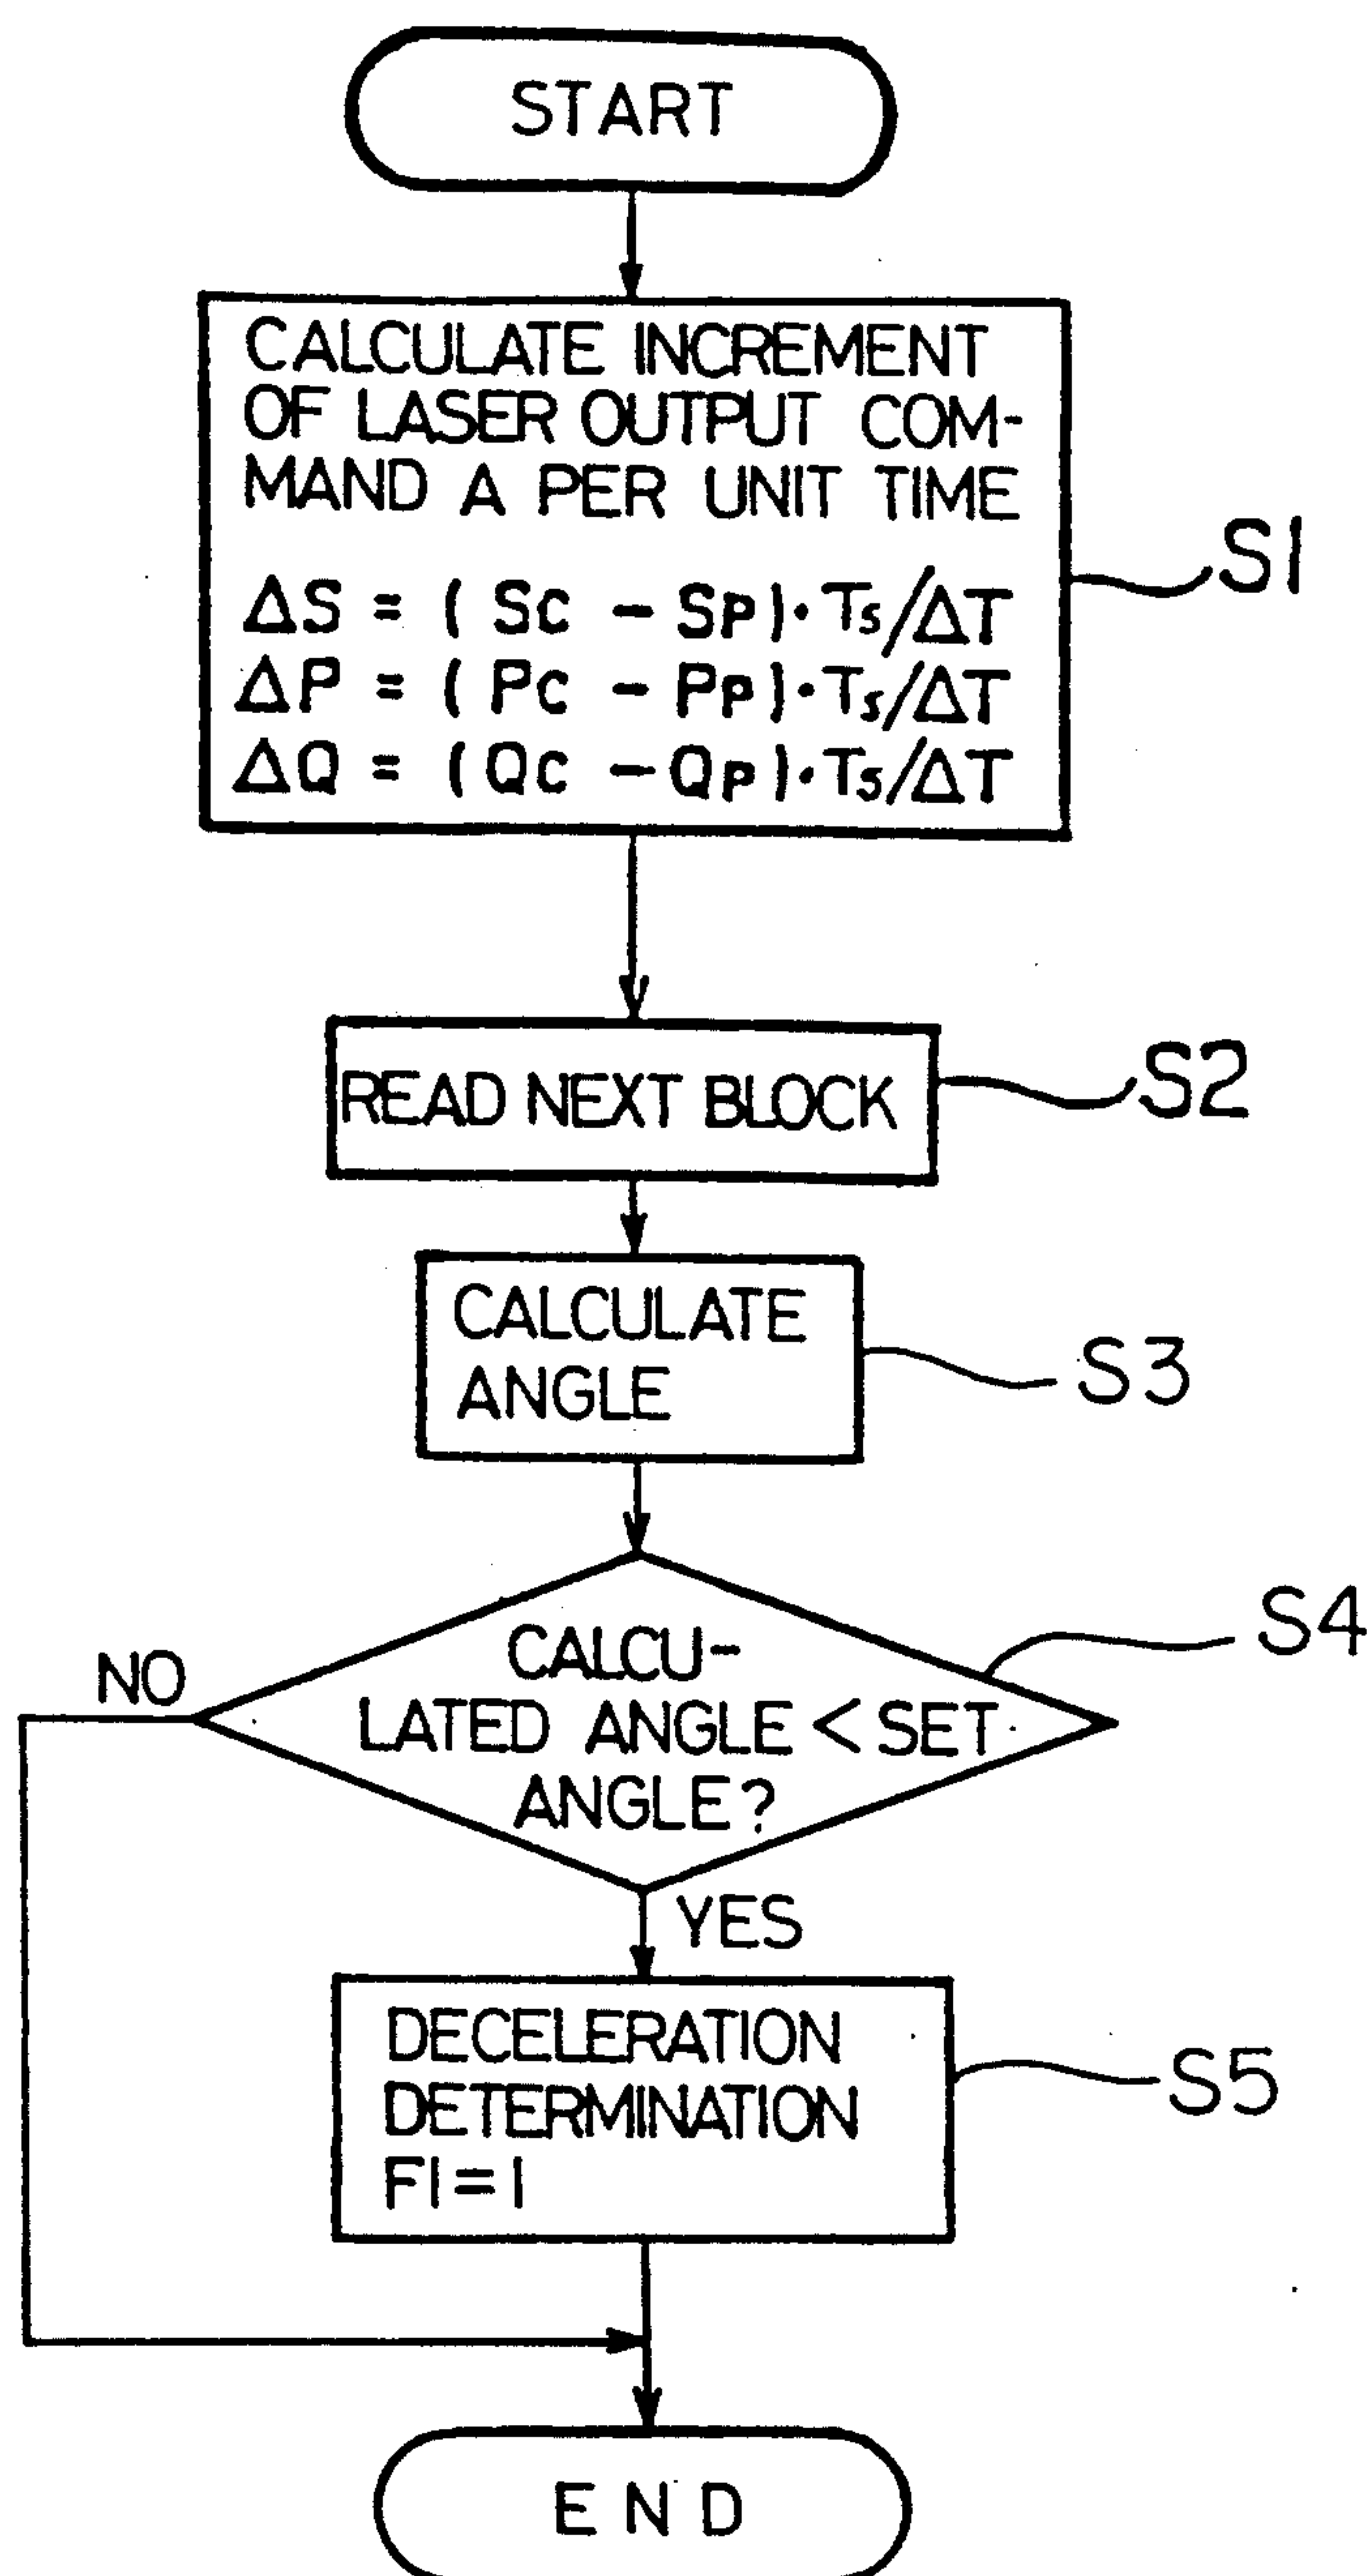 START
CALCULATE INCREMENT
OF LASER OUTPUT COM-
MAND A PER UNIT TIME
ΔS = (Sc - Sp)·Ts/ΔT
ΔP = (Pc - Pp)·Ts/ΔT
ΔQ = (Qc - Qp)·Ts/ΔT
S1
READ NEXT BLOCK
S2
CALCULATE
ANGLE
S3
CALCU-
LATED ANGLE < SET
ANGLE?
S4
NO
YES
DECELERATION
DETERMINATION
F1=1
S5
END